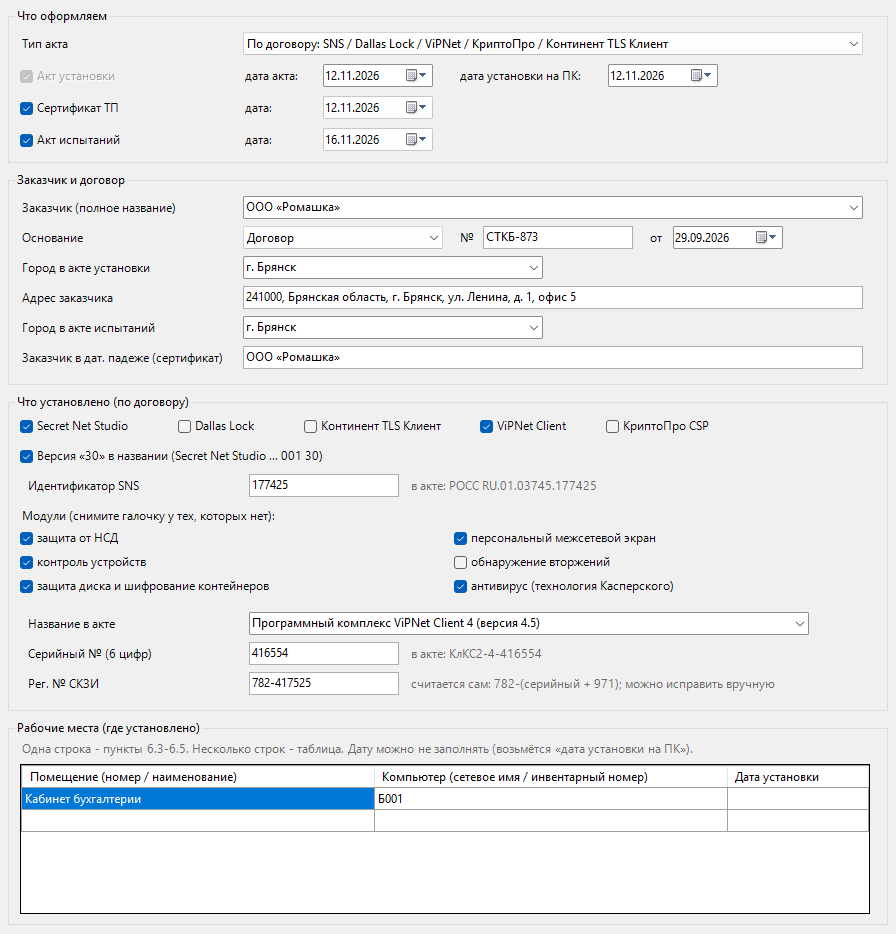 Что оформляем
Тип акта По договору: SNS / Dallas Lock / ViPNet / КриптоПро / Континент TLS Клиент
Акт установки дата акта: 12.11.2026 дата установки на ПК: 12.11.2026
Сертификат ТП дата: 12.11.2026
Акт испытаний дата: 16.11.2026
Заказчик и договор
Заказчик (полное название) ООО «Ромашка»
Основание Договор № СТКБ-873 от 29.09.2026
Город в акте установки г. Брянск
Адрес заказчика 241000, Брянская область, г. Брянск, ул. Ленина, д. 1, офис 5
Город в акте испытаний г. Брянск
Заказчик в дат. падеже (сертификат) ООО «Ромашка»
Что установлено (по договору)
Secret Net Studio Dallas Lock Континент TLS Клиент ViPNet Client КриптоПро CSP
Версия «30» в названии (Secret Net Studio ... 001 30)
Идентификатор SNS 177425 в акте: РОСС RU.01.03745.177425
Модули (снимите галочку у тех, которых нет):
защита от НСД персональный межсетевой экран
контроль устройств обнаружение вторжений
защита диска и шифрование контейнеров антивирус (технология Касперского)
Название в акте Программный комплекс ViPNet Client 4 (версия 4.5)
Серийный № (6 цифр) 416554 в акте: КлКС2-4-416554
Рег. № СКЗИ 782-417525 считается сам: 782-(серийный + 971); можно исправить вручную
Рабочие места (где установлено)
Одна строка - пункты 6.3-6.5. Несколько строк - таблица. Дату можно не заполнять (возьмётся «дата установки на ПК»).
Помещение (номер / наименование) Компьютер (сетевое имя / инвентарный номер) Дата установки
Кабинет бухгалтерии Б001